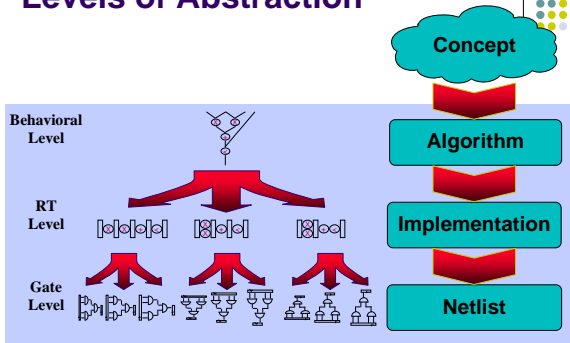 Levels of Abstraction
Concept
Behavioral
Level
Algorithm
RT
Level
Implementation
Gate
Level
Netlist